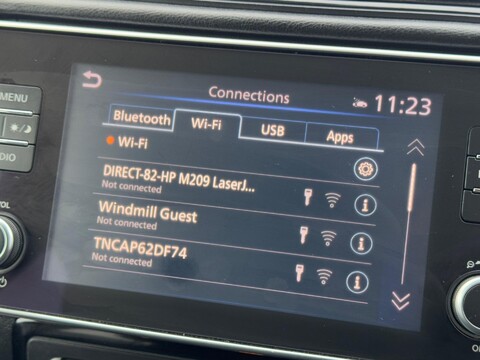 Connections
11:23
MENU
Bluetooth
Wi-Fi
USB
Apps
Wi-Fi
DIRECT-82-HP M209 LaserJ...
Not connected
Windmill Guest
Not connected
TNCAP62DF74
Not connected
VOL